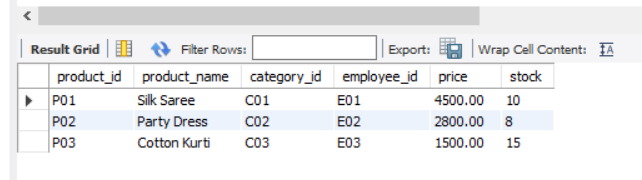 Result Grid Filter Rows: Export: Wrap Cell Content:
product_id product_name category_id employee_id price stock
P01 Silk Saree C01 E01 4500.00 10
P02 Party Dress C02 E02 2800.00 8
P03 Cotton Kurti C03 E03 1500.00 15